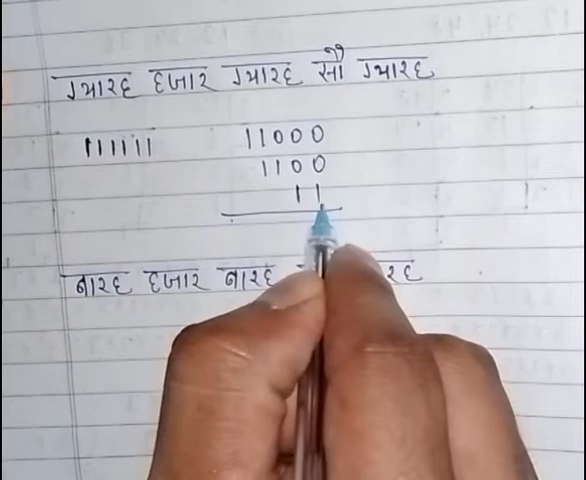 ग्यारह हजार ग्यारह सौ ग्यारह
111111 11000
1100
11
बारह हजार बारह